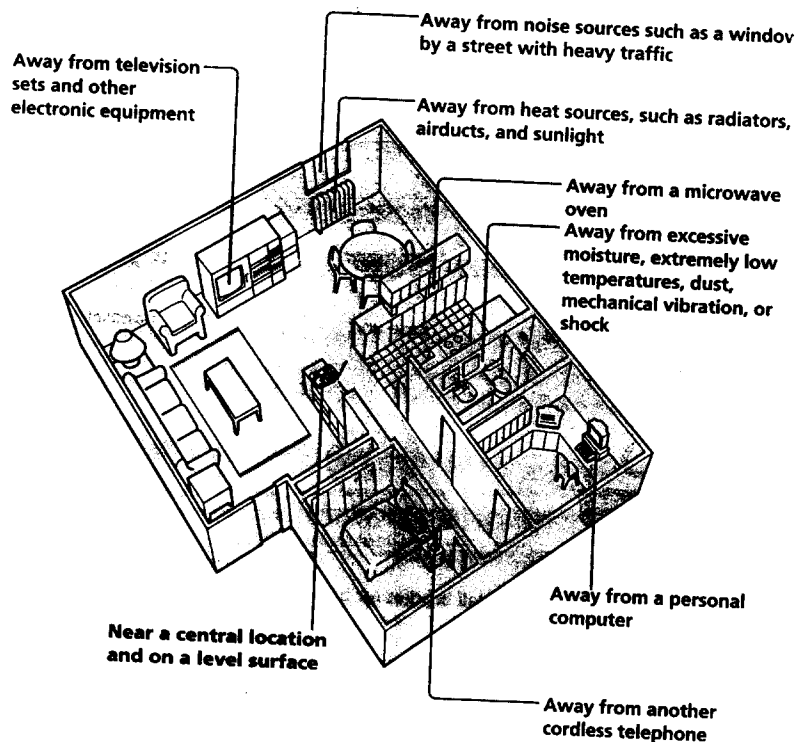 Away from noise sources such as a window
by a street with heavy traffic
Away from television
sets and other
electronic equipment
Away from heat sources, such as radiators,
airducts, and sunlight
Away from a microwave
oven
Away from excessive
moisture, extremely low
temperatures, dust,
mechanical vibration, or
shock
Away from a personal
computer
Near a central location
and on a level surface
Away from another
cordless telephone